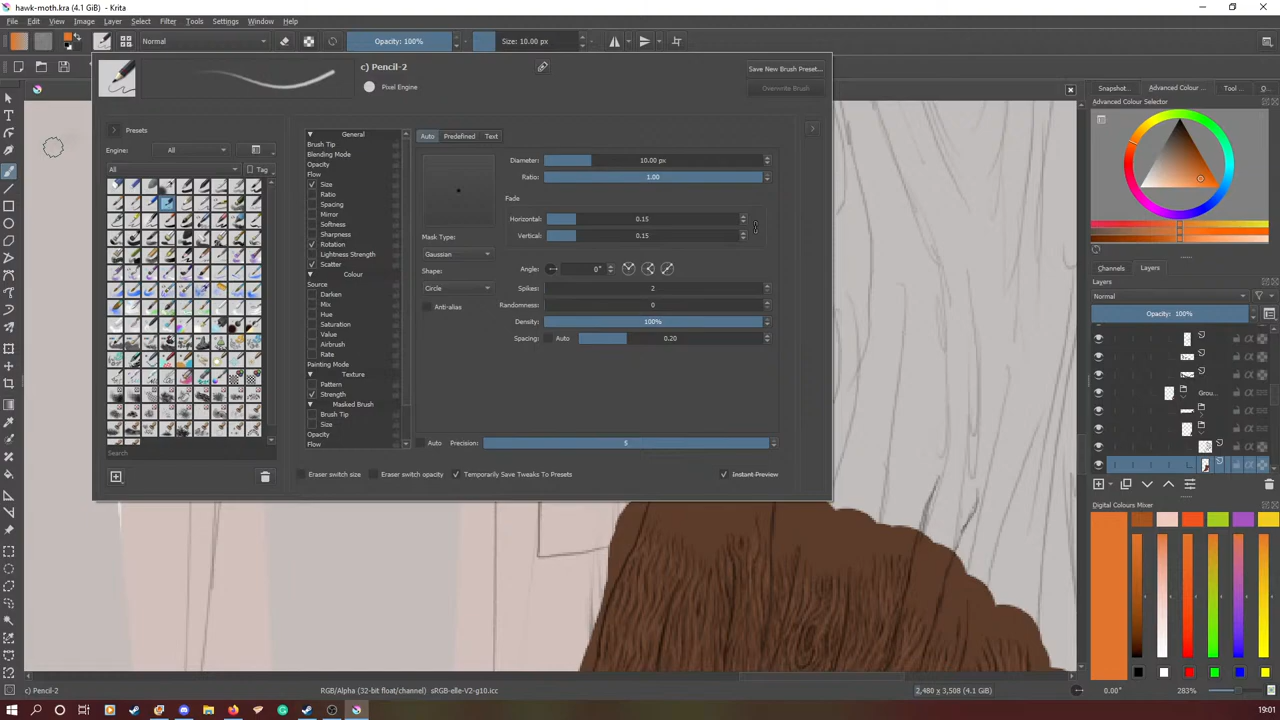 hawk-moth.kra (4.1 GiB) - Krita
File Edit View Image Layer Select Filter Tools Settings Window Help
Normal Opacity: 100% Size: 10.00 px
c) Pencil-2
Pixel Engine
Save New Brush Preset...
Overwrite Brush
Presets
Engine: All
All Tag
Search
General
Brush Tip
Blending Mode
Opacity
Flow
Size
Ratio
Spacing
Mirror
Softness
Sharpness
Rotation
Lightness Strength
Scatter
Colour
Source
Darken
Mix
Hue
Saturation
Value
Airbrush
Rate
Painting Mode
Texture
Pattern
Strength
Masked Brush
Brush Tip
Size
Opacity
Flow
Auto Predefined Text
Mask Type:
Gaussian
Shape:
Circle
Anti-alias
Diameter: 10.00 px
Ratio: 1.00
Fade
Horizontal: 0.15
Vertical: 0.15
Angle: 0°
Spikes: 2
Randomness: 0
Density: 100%
Spacing: Auto 0.20
Auto Precision: 5
Eraser switch size Eraser switch opacity Temporarily Save Tweaks To Presets Instant Preview
Snapshot... Advanced Colour ... Tool ... O...
Advanced Colour Selector
Channels Layers
Layers
Normal
Opacity: 100%
Grou...
Digital Colours Mixer
c) Pencil-2 RGB/Alpha (32-bit float/channel) sRGB-elle-V2-g10.icc 2,480 x 3,508 (4.1 GiB) 0.00° 283%
19:01